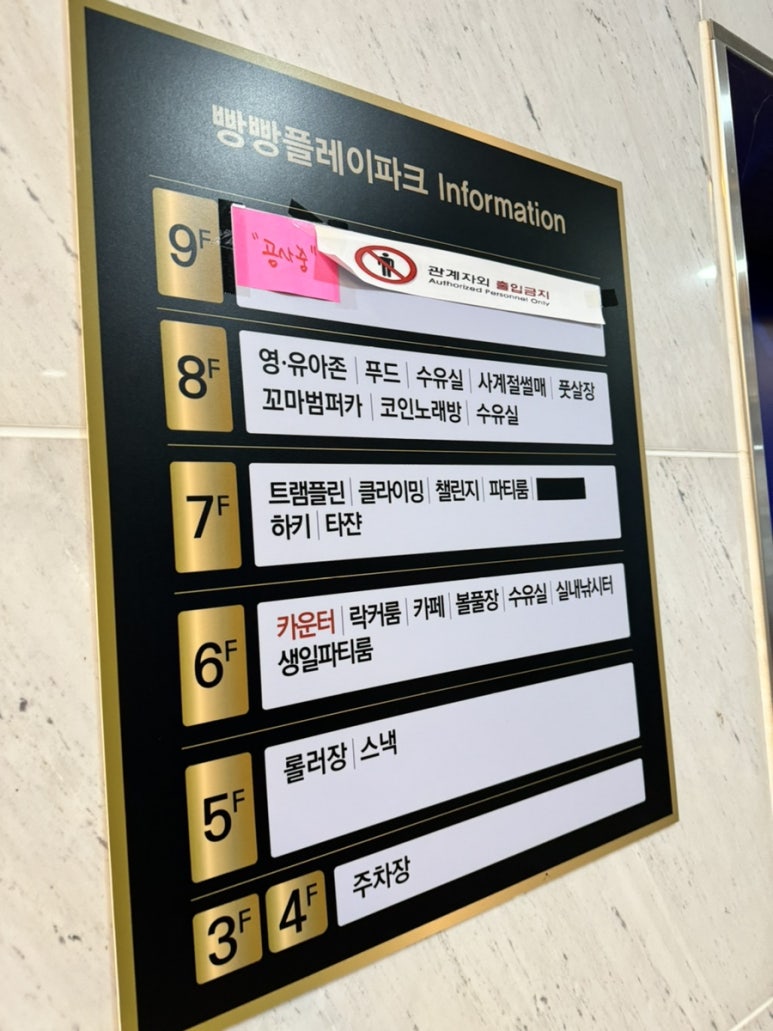 빵빵플레이파크 Information
9F
"공사중"
관계자외 출입금지
Authorized Personnel Only
8F
영·유아존 | 푸드 | 수유실 | 사계절썰매 | 풋살장
꼬마범퍼카 | 코인노래방 | 수유실
7F
트램플린 | 클라이밍 | 챌린지 | 파티룸 |
하키 | 타쟌
6F
카운터 | 락커룸 | 카페 | 볼풀장 | 수유실 | 실내낚시터
생일파티룸
5F
롤러장 | 스낵
3F 4F
주차장